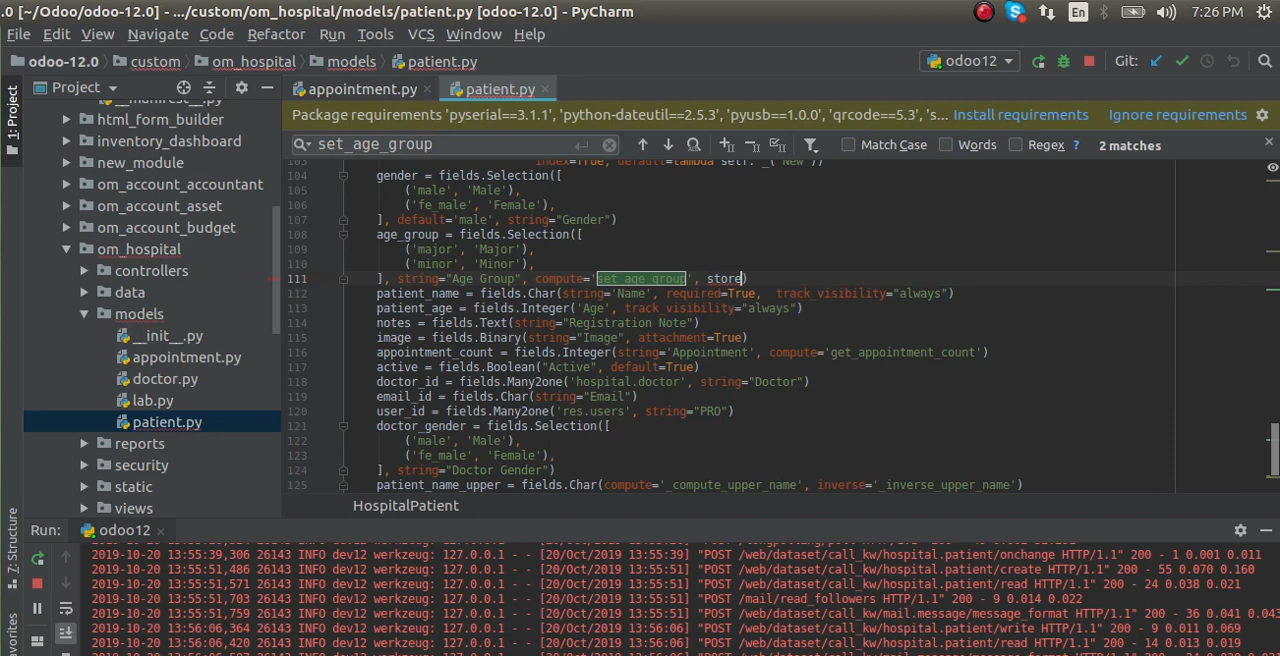 .0 [~/Odoo/odoo-12.0] - .../custom/om_hospital/models/patient.py [odoo-12.0] - PyCharm
En 7:26 PM
File Edit View Navigate Code Refactor Run Tools VCS Window Help
odoo-12.0 custom om_hospital models patient.py odoo12 Git:
1: Project
Project
appointment.py patient.py
__manifest__.py
html_form_builder
inventory_dashboard
new_module
om_account_accountant
om_account_asset
om_account_budget
om_hospital
controllers
data
models
__init__.py
appointment.py
doctor.py
lab.py
patient.py
reports
security
static
views
Package requirements 'pyserial==3.1.1', 'python-dateutil==2.5.3', 'pyusb==1.0.0', 'qrcode==5.3', 's... Install requirements Ignore requirements
set_age_group Match Case Words Regex ? 2 matches
103 index=True, default=lambda self: _('New'))
104 gender = fields.Selection([
105 ('male', 'Male'),
106 ('fe_male', 'Female'),
107 ], default='male', string="Gender")
108 age_group = fields.Selection([
109 ('major', 'Major'),
110 ('minor', 'Minor'),
111 ], string="Age Group", compute='set_age_group', store)
112 patient_name = fields.Char(string='Name', required=True, track_visibility="always")
113 patient_age = fields.Integer('Age', track_visibility="always")
114 notes = fields.Text(string="Registration Note")
115 image = fields.Binary(string="Image", attachment=True)
116 appointment_count = fields.Integer(string='Appointment', compute='get_appointment_count')
117 active = fields.Boolean("Active", default=True)
118 doctor_id = fields.Many2one('hospital.doctor', string="Doctor")
119 email_id = fields.Char(string="Email")
120 user_id = fields.Many2one('res.users', string="PRO")
121 doctor_gender = fields.Selection([
122 ('male', 'Male'),
123 ('fe_male', 'Female'),
124 ], string="Doctor Gender")
125 patient_name_upper = fields.Char(compute='_compute_upper_name', inverse='_inverse_upper_name')
HospitalPatient
7: Structure
avorites
Run: odoo12
2019-10-20 13:55:39,306 26143 INFO dev12 werkzeug: 127.0.0.1 - - [20/Oct/2019 13:55:39] "POST /web/dataset/call_kw/hospital.patient/onchange HTTP/1.1" 200 - 1 0.001 0.011
2019-10-20 13:55:51,486 26143 INFO dev12 werkzeug: 127.0.0.1 - - [20/Oct/2019 13:55:51] "POST /web/dataset/call_kw/hospital.patient/create HTTP/1.1" 200 - 55 0.070 0.160
2019-10-20 13:55:51,571 26143 INFO dev12 werkzeug: 127.0.0.1 - - [20/Oct/2019 13:55:51] "POST /web/dataset/call_kw/hospital.patient/read HTTP/1.1" 200 - 24 0.038 0.021
2019-10-20 13:55:51,703 26143 INFO dev12 werkzeug: 127.0.0.1 - - [20/Oct/2019 13:55:51] "POST /mail/read_followers HTTP/1.1" 200 - 9 0.014 0.022
2019-10-20 13:55:51,759 26143 INFO dev12 werkzeug: 127.0.0.1 - - [20/Oct/2019 13:55:51] "POST /web/dataset/call_kw/mail.message/message_format HTTP/1.1" 200 - 36 0.041 0.043
2019-10-20 13:56:06,364 26143 INFO dev12 werkzeug: 127.0.0.1 - - [20/Oct/2019 13:56:06] "POST /web/dataset/call_kw/hospital.patient/write HTTP/1.1" 200 - 9 0.011 0.069
2019-10-20 13:56:06,420 26143 INFO dev12 werkzeug: 127.0.0.1 - - [20/Oct/2019 13:56:06] "POST /web/dataset/call_kw/hospital.patient/read HTTP/1.1" 200 - 14 0.013 0.019